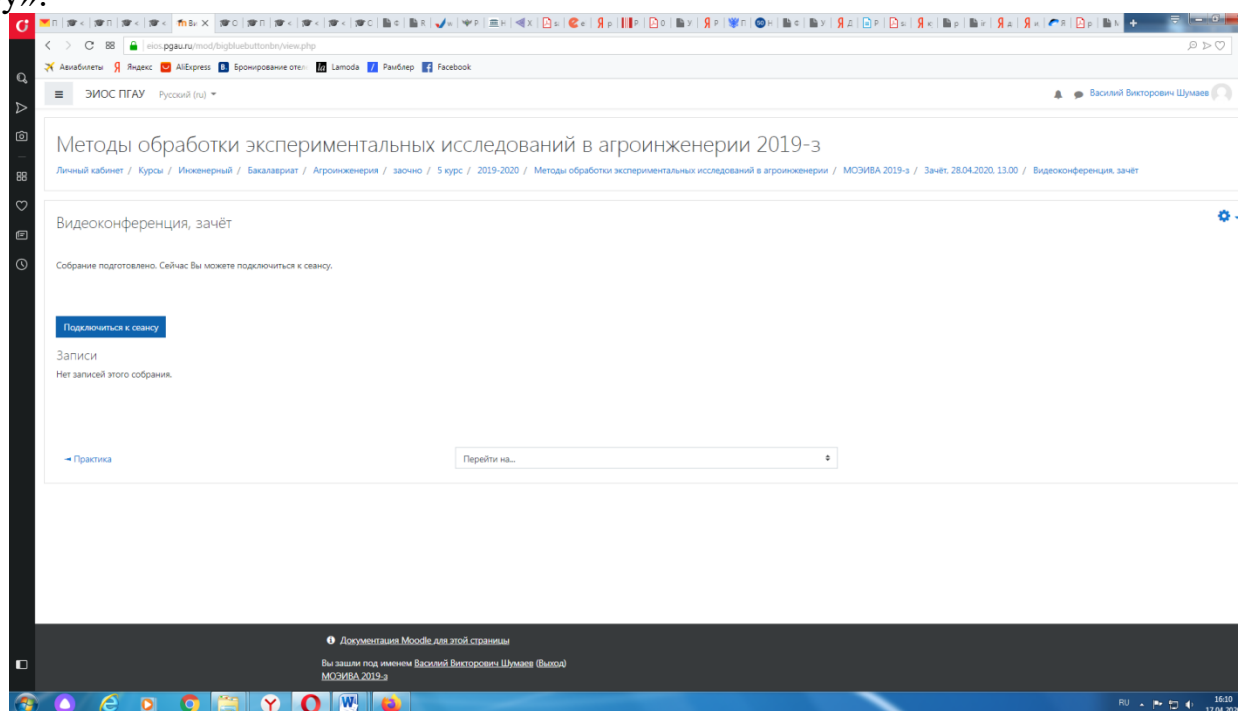 у».
eios.pgau.ru/mod/bigbluebuttonbn/view.php
Авиабилеты Яндекс AliExpress Бронирование отел Lamoda Рамблер Facebook
ЭИОС ПГАУ Русский (ru) Василий Викторович Шумаев
Методы обработки экспериментальных исследований в агроинженерии 2019-з
Личный кабинет / Курсы / Инженерный / Бакалавриат / Агроинженерия / заочно / 5 курс / 2019-2020 / Методы обработки экспериментальных исследований в агроинженерии / МОЭИВА 2019-з / Зачёт, 28.04.2020, 13.00 / Видеоконференция, зачёт
Видеоконференция, зачёт
Собрание подготовлено. Сейчас Вы можете подключиться к сеансу.
Подключиться к сеансу
Записи
Нет записей этого собрания.
◄ Практика Перейти на...
Документация Moodle для этой страницы
Вы зашли под именем Василий Викторович Шумаев (Выход)
МОЭИВА 2019-з
RU 16:10